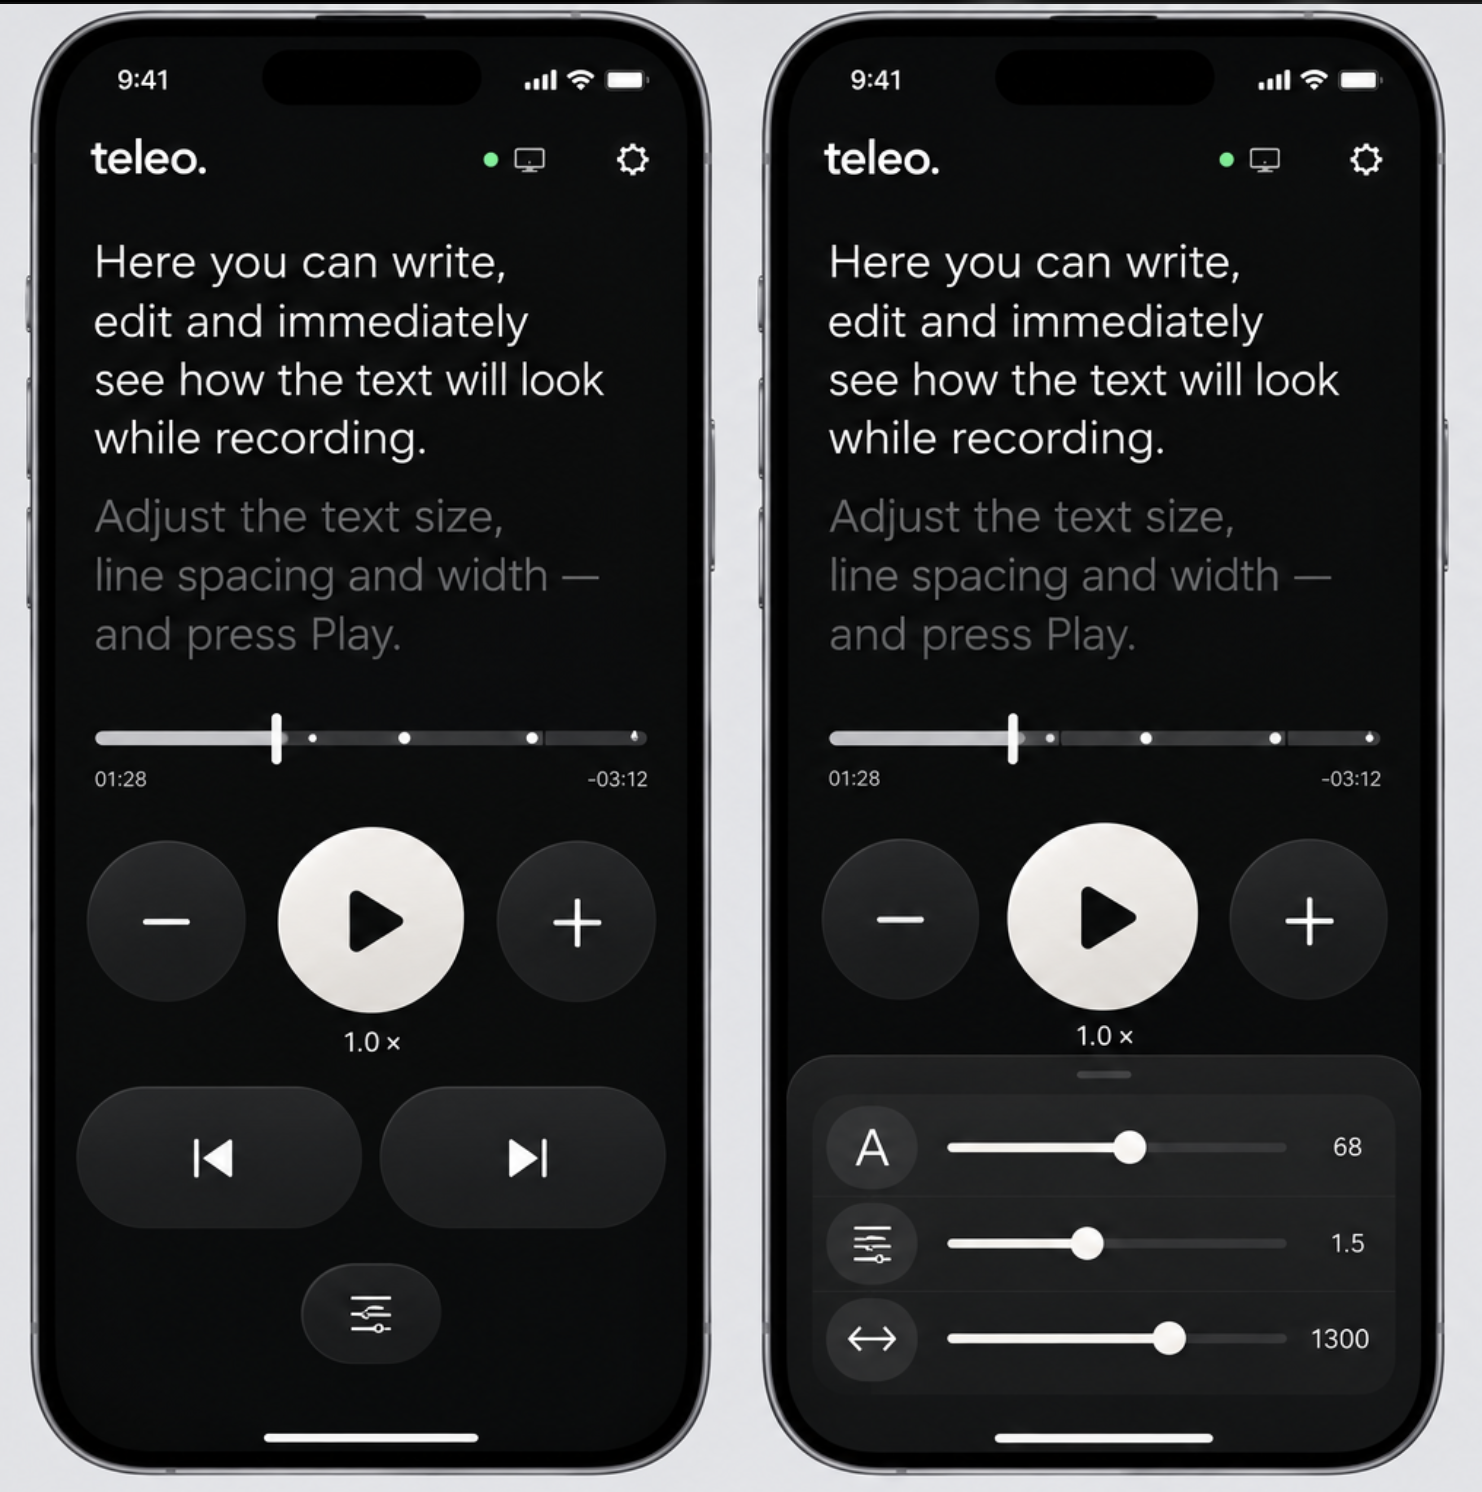 9:41
teleo.
Here you can write,
edit and immediately
see how the text will look
while recording.
Adjust the text size,
line spacing and width —
and press Play.
01:28
-03:12
1.0 ×
9:41
teleo.
Here you can write,
edit and immediately
see how the text will look
while recording.
Adjust the text size,
line spacing and width —
and press Play.
01:28
-03:12
1.0 ×
A
68
1.5
1300